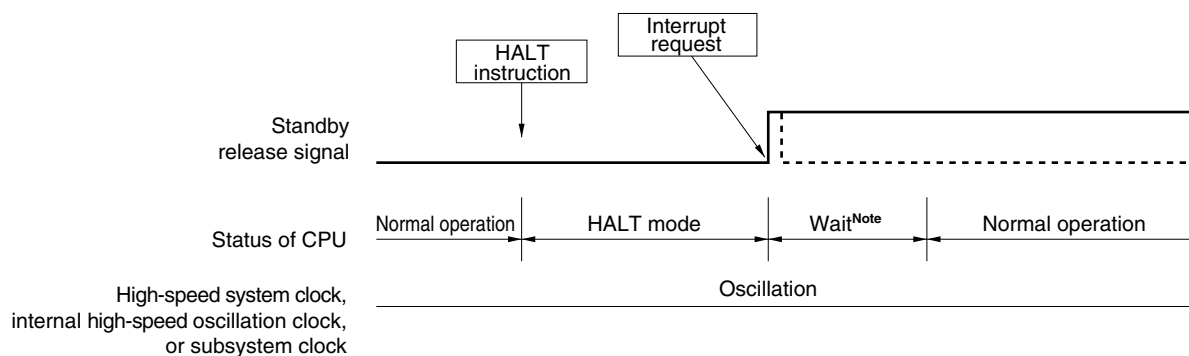 HALT
instruction
Interrupt
request
Standby
release signal
Status of CPU
Normal operation
HALT mode
WaitNote
Normal operation
High-speed system clock,
internal high-speed oscillation clock,
or subsystem clock
Oscillation